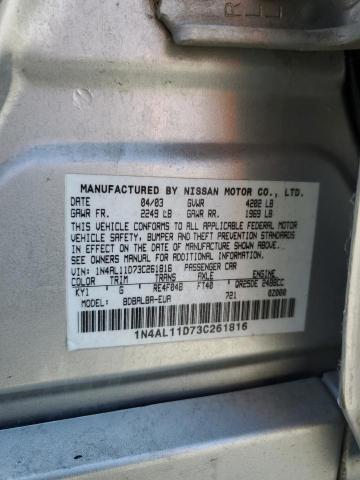 MANUFACTURED BY NISSAN MOTOR CO., LTD.
DATE 04/03 GVWR 4202 LB
GAWR FR. 2249 LB GAWR RR. 1969 LB
THIS VEHICLE CONFORMS TO ALL APPLICABLE FEDERAL MOTOR
VEHICLE SAFETY, BUMPER AND THEFT PREVENTION STANDARDS
IN EFFECT ON THE DATE OF MANUFACTURE SHOWN ABOVE.
SEE OWNERS MANUAL FOR ADDITIONAL INFORMATION.
VIN: 1N4AL11D73C261816 PASSENGER CAR
COLOR TRIM TRANS AXLE ENGINE
KY1 G RE4F04B FT40 QR25DE 2488CC
MODEL: BDBALBA-EUA 721 02000
1N4AL11D73C261816